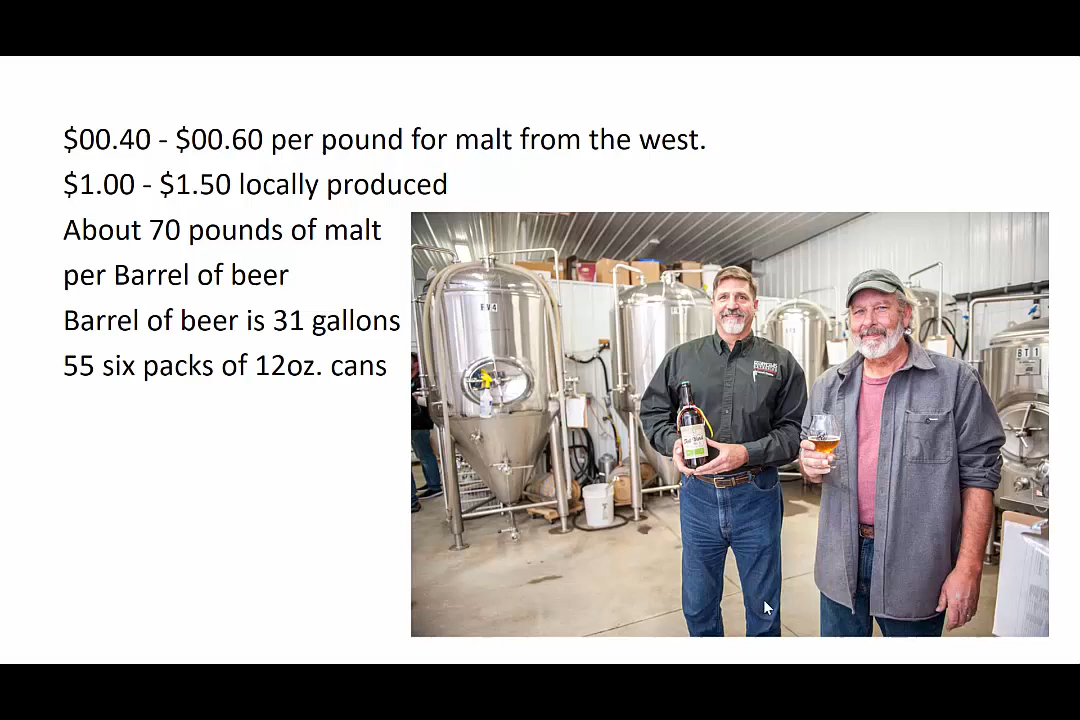 $00.40 - $00.60 per pound for malt from the west.
$1.00 - $1.50 locally produced
About 70 pounds of malt
per Barrel of beer
Barrel of beer is 31 gallons
55 six packs of 12oz. cans
FV4
BT1